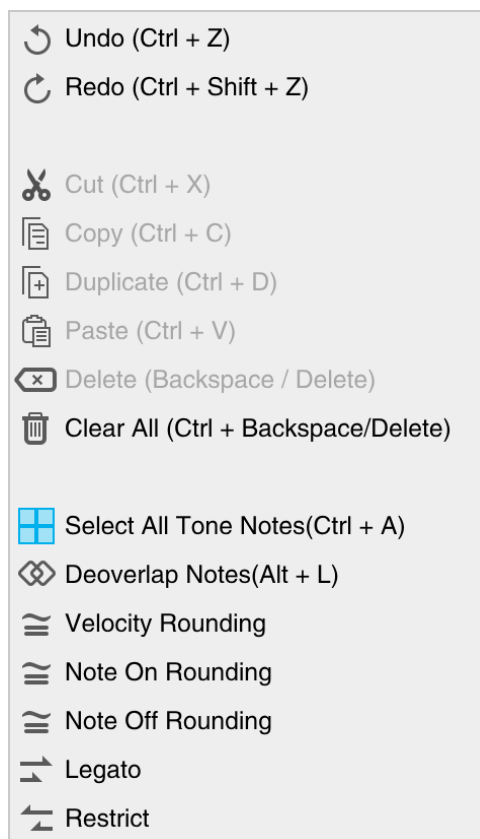 Undo (Ctrl + Z)
Redo (Ctrl + Shift + Z)
Cut (Ctrl + X)
Copy (Ctrl + C)
Duplicate (Ctrl + D)
Paste (Ctrl + V)
Delete (Backspace / Delete)
Clear All (Ctrl + Backspace/Delete)
Select All Tone Notes(Ctrl + A)
Deoverlap Notes(Alt + L)
Velocity Rounding
Note On Rounding
Note Off Rounding
Legato
Restrict